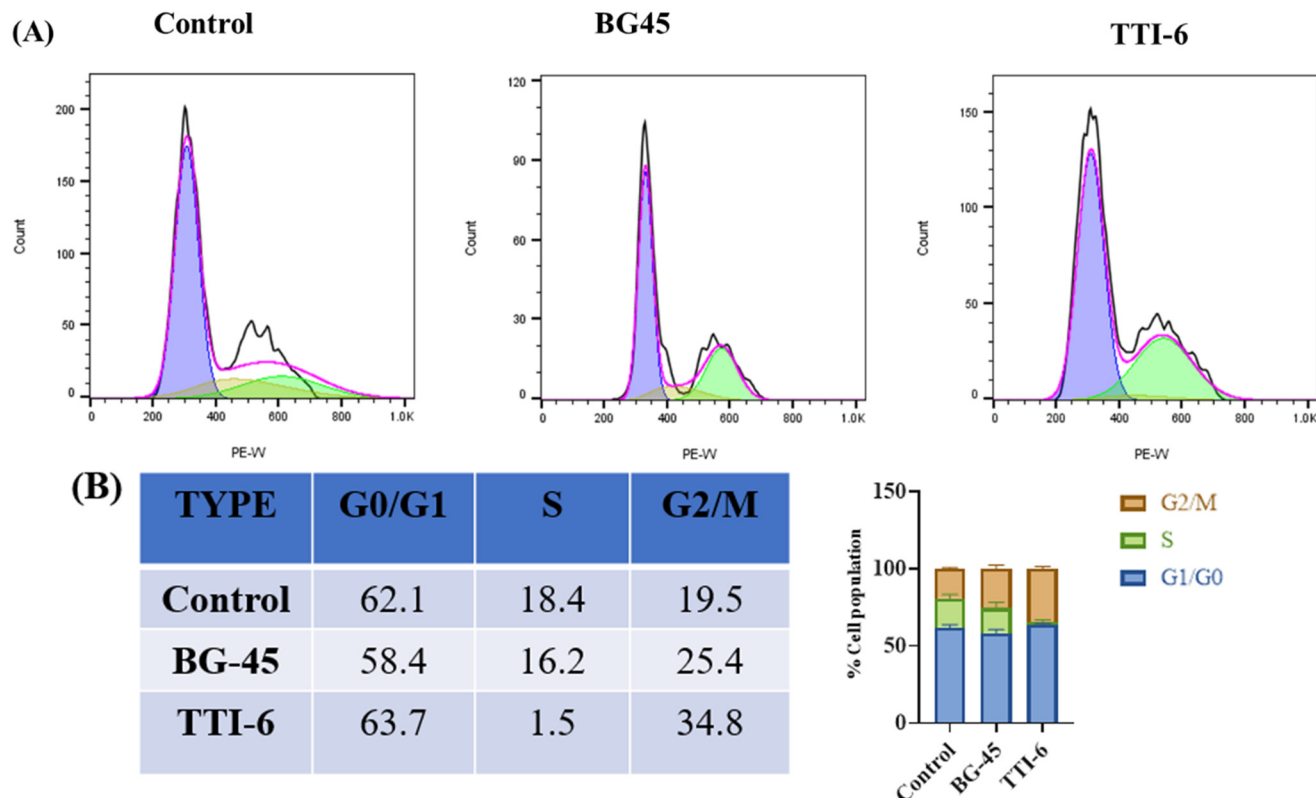 (A)
Control
BG45
TTI-6
Count
200
150
100
50
0
0 200 400 600 800 1.0K
PE-W
Count
120
90
60
30
0
0 200 400 600 800 1.0K
PE-W
Count
150
100
50
0
0 200 400 600 800 1.0K
PE-W
(B)
TYPE G0/G1 S G2/M
Control 62.1 18.4 19.5
BG-45 58.4 16.2 25.4
TTI-6 63.7 1.5 34.8
% Cell population
150
100
50
0
Control BG-45 TTI-6
G2/M
S
G1/G0